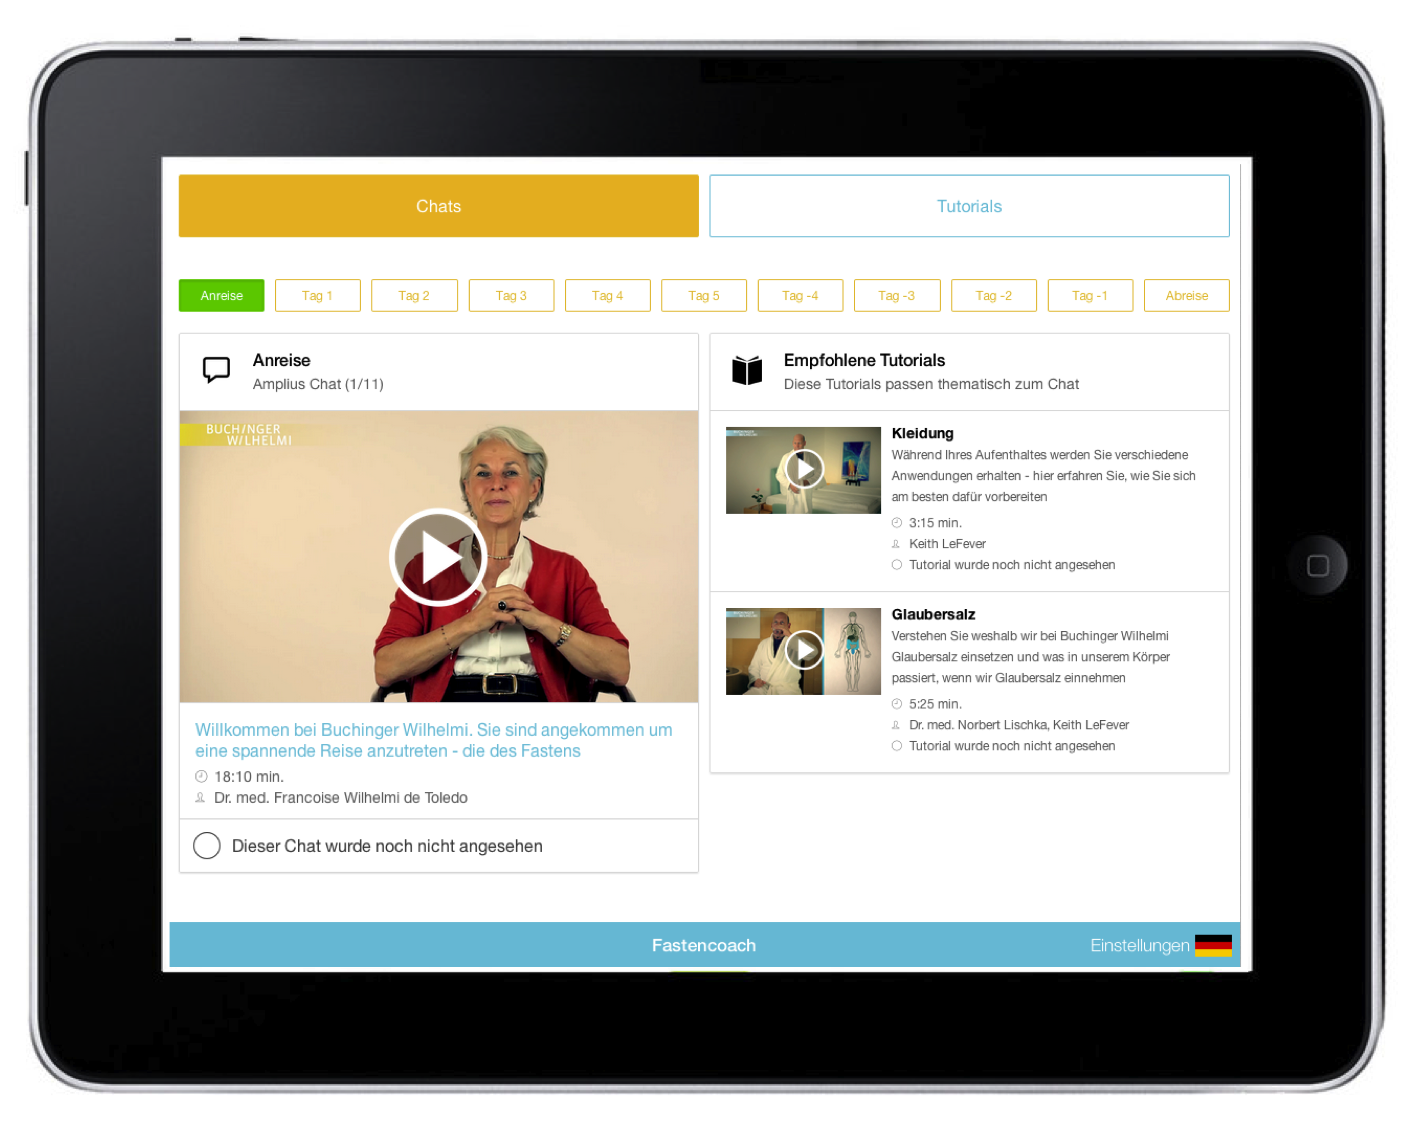 Chats
Tutorials
Anreise
Tag 1
Tag 2
Tag 3
Tag 4
Tag 5
Tag -4
Tag -3
Tag -2
Tag -1
Abreise
Anreise
Amplius Chat (1/11)
BUCHINGER
WILHELMI
Willkommen bei Buchinger Wilhelmi. Sie sind angekommen um
eine spannende Reise anzutreten - die des Fastens
18:10 min.
Dr. med. Francoise Wilhelmi de Toledo
Dieser Chat wurde noch nicht angesehen
Empfohlene Tutorials
Diese Tutorials passen thematisch zum Chat
Kleidung
Während Ihres Aufenthaltes werden Sie verschiedene
Anwendungen erhalten - hier erfahren Sie, wie Sie sich
am besten dafür vorbereiten
3:15 min.
Keith LeFever
Tutorial wurde noch nicht angesehen
Glaubersalz
Verstehen Sie weshalb wir bei Buchinger Wilhelmi
Glaubersalz einsetzen und was in unserem Körper
passiert, wenn wir Glaubersalz einnehmen
5:25 min.
Dr. med. Norbert Lischka, Keith LeFever
Tutorial wurde noch nicht angesehen
Fastencoach
Einstellungen